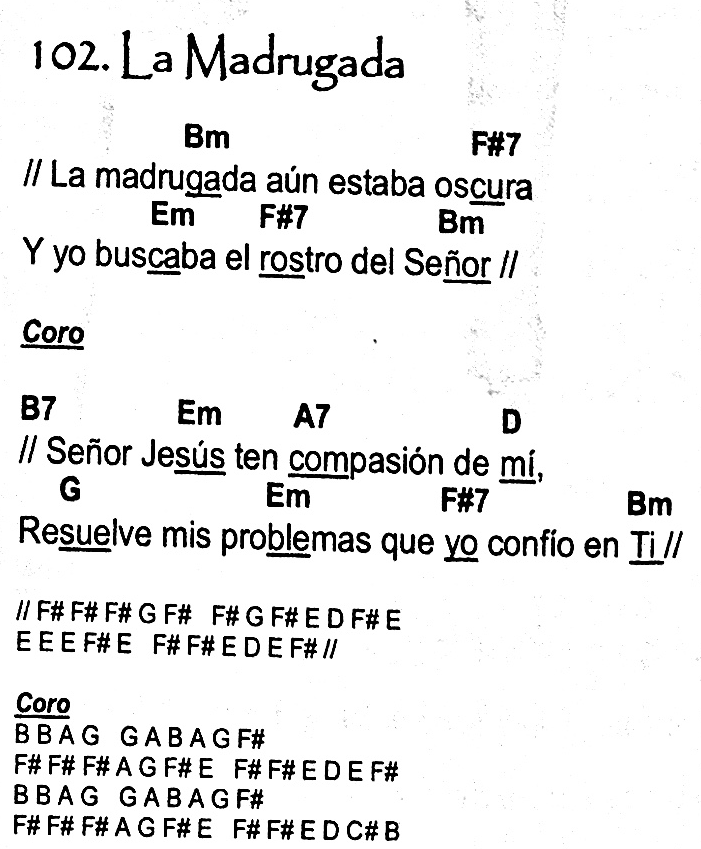 102. La Madrugada
Bm F#7
// La madrugada aún estaba oscura
Em F#7 Bm
Y yo buscaba el rostro del Señor //
Coro
B7 Em A7 D
// Señor Jesús ten compasión de mí,
G Em F#7 Bm
Resuelve mis problemas que yo confío en Ti //
// F# F# F# G F# F# G F# E D F# E
E E E F# E F# F# E D E F# //
Coro
B B A G G A B A G F#
F# F# F# A G F# E F# F# E D E F#
B B A G G A B A G F#
F# F# F# A G F# E F# F# E D C# B